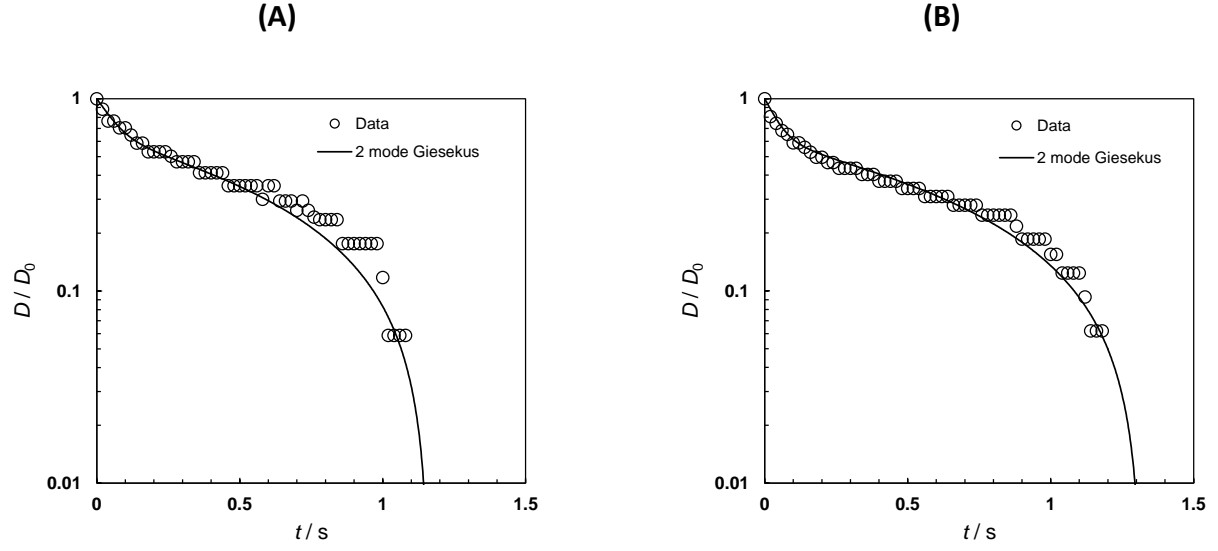 (A)
1
0.1
0.01
D / D0
0
0.5
1
1.5
t / s
Data
2 mode Giesekus
(B)
1
0.1
0.01
D / D0
0
0.5
1
1.5
t / s
Data
2 mode Giesekus